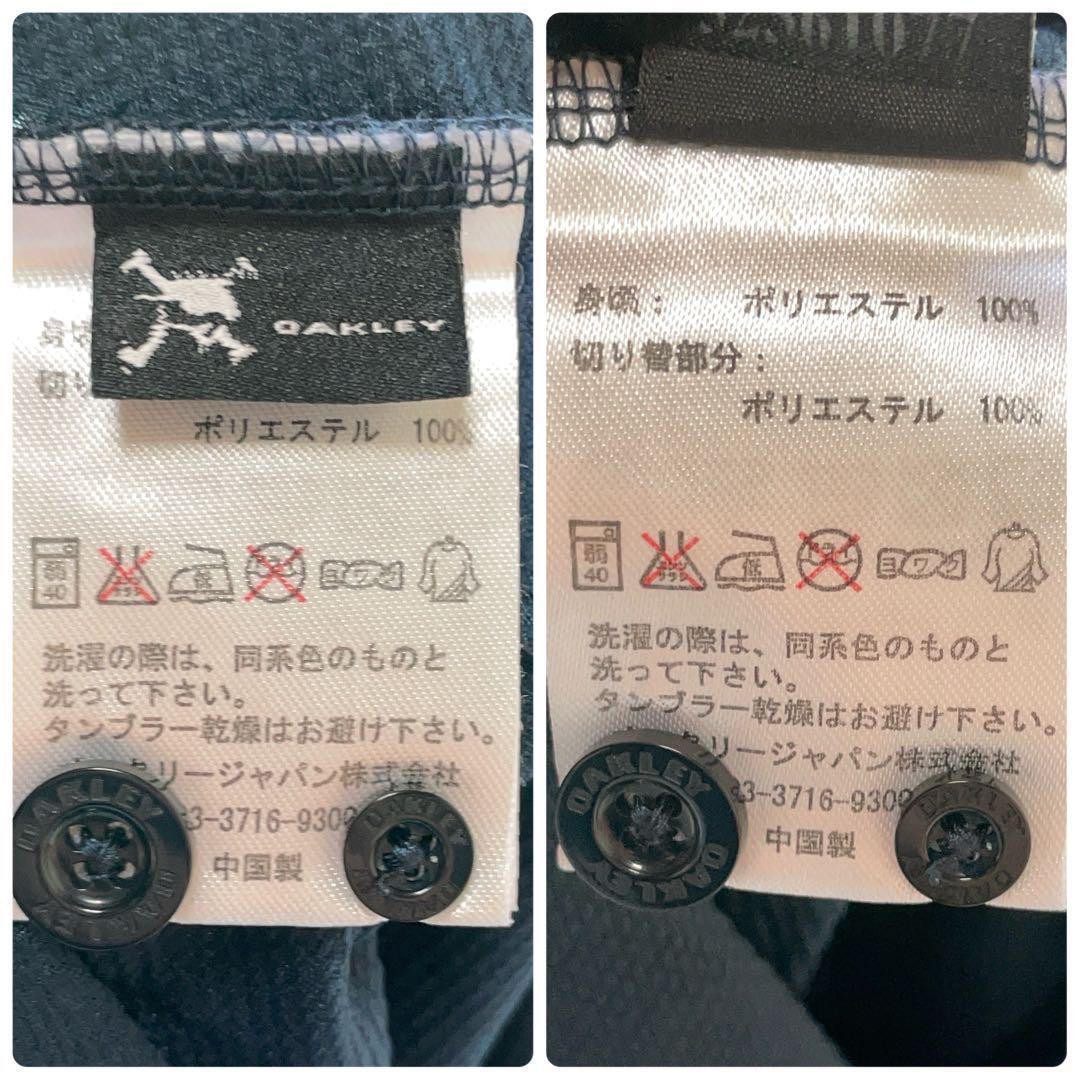 OAKLEY
身頃
切り
ポリエステル 100%
弱
40
低
洗濯の際は、同系色のものと
洗って下さい。
タンブラー乾燥はお避け下さい。
リージャパン株式会社
3-3716-930
中国製
OAKLEY
OAKLEY
OAKLEY
身頃: ポリエステル 100%
切り替部分:
ポリエステル 100%
弱
40
低
ヨワク
洗濯の際は、同系色のものと
洗って下さい。
タンブラー乾燥はお避け下さい。
リージャパン株式会社
3-3716-930
中国製
OAKLEY
OAKLEY
OAKLEY